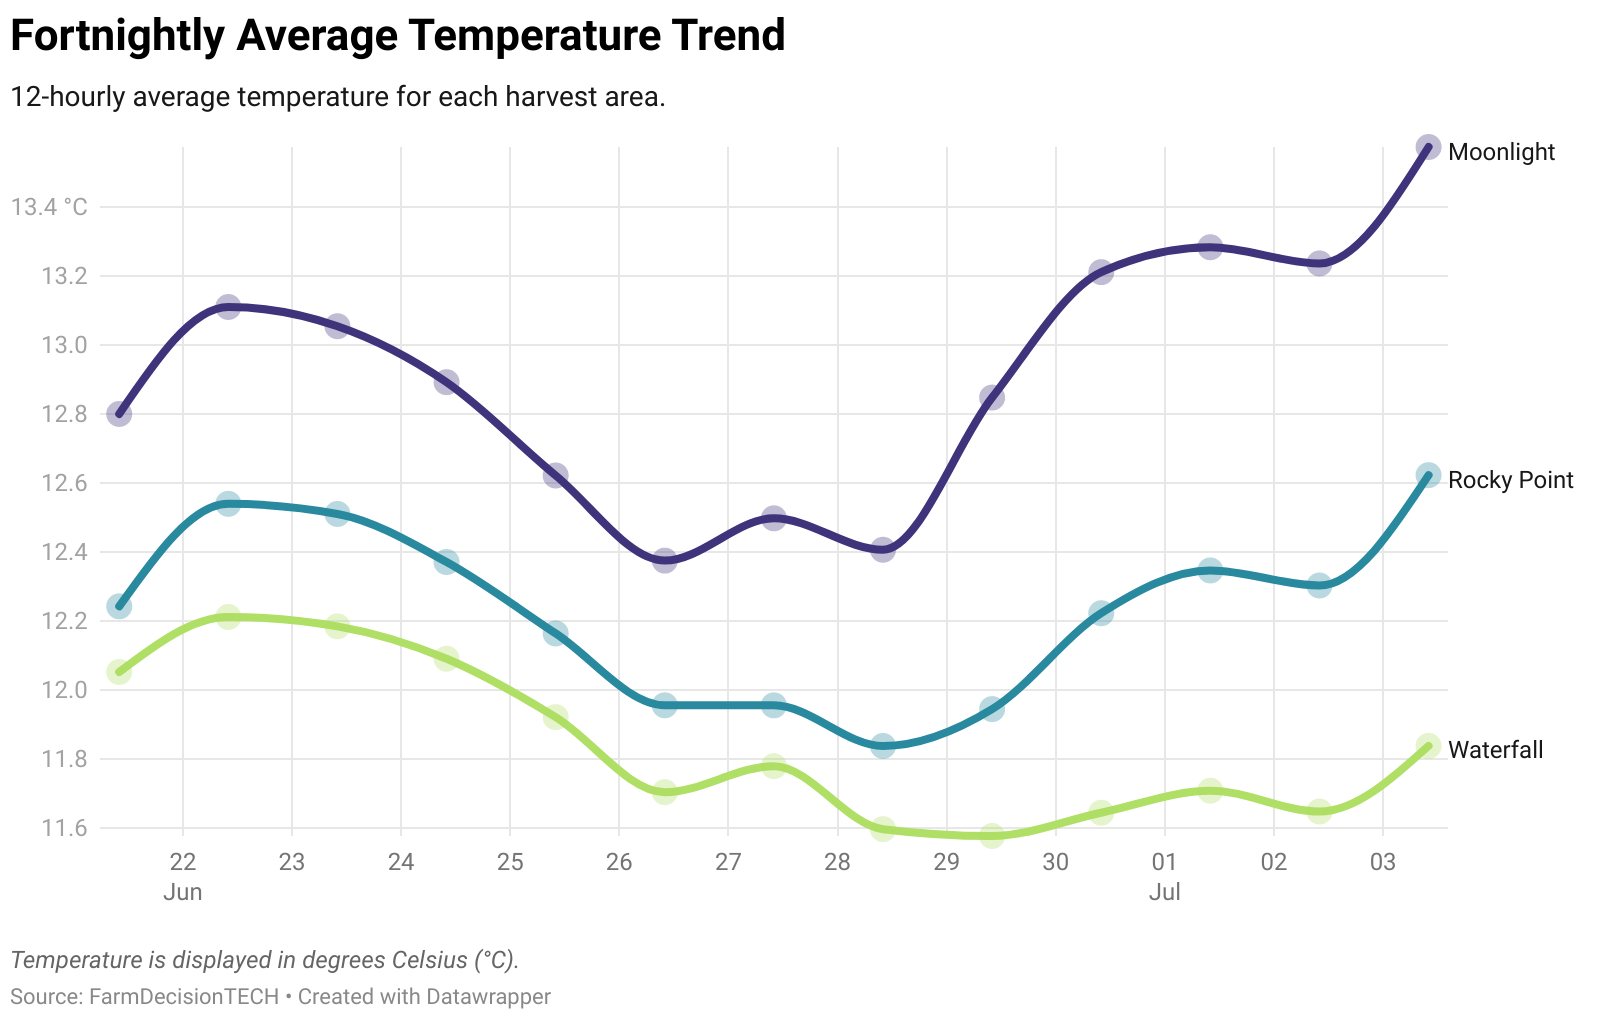 Fortnightly Average Temperature Trend
12-hourly average temperature for each harvest area.
Moonlight
13.4 °C
13.2
13.0
12.8
12.6
Rocky Point
12.4
12.2
12.0
11.8
Waterfall
11.6
22 23 24 25 26 27 28 29 30 01 02 03
Jun Jul
Temperature is displayed in degrees Celsius (°C).
Source: FarmDecisionTECH • Created with Datawrapper